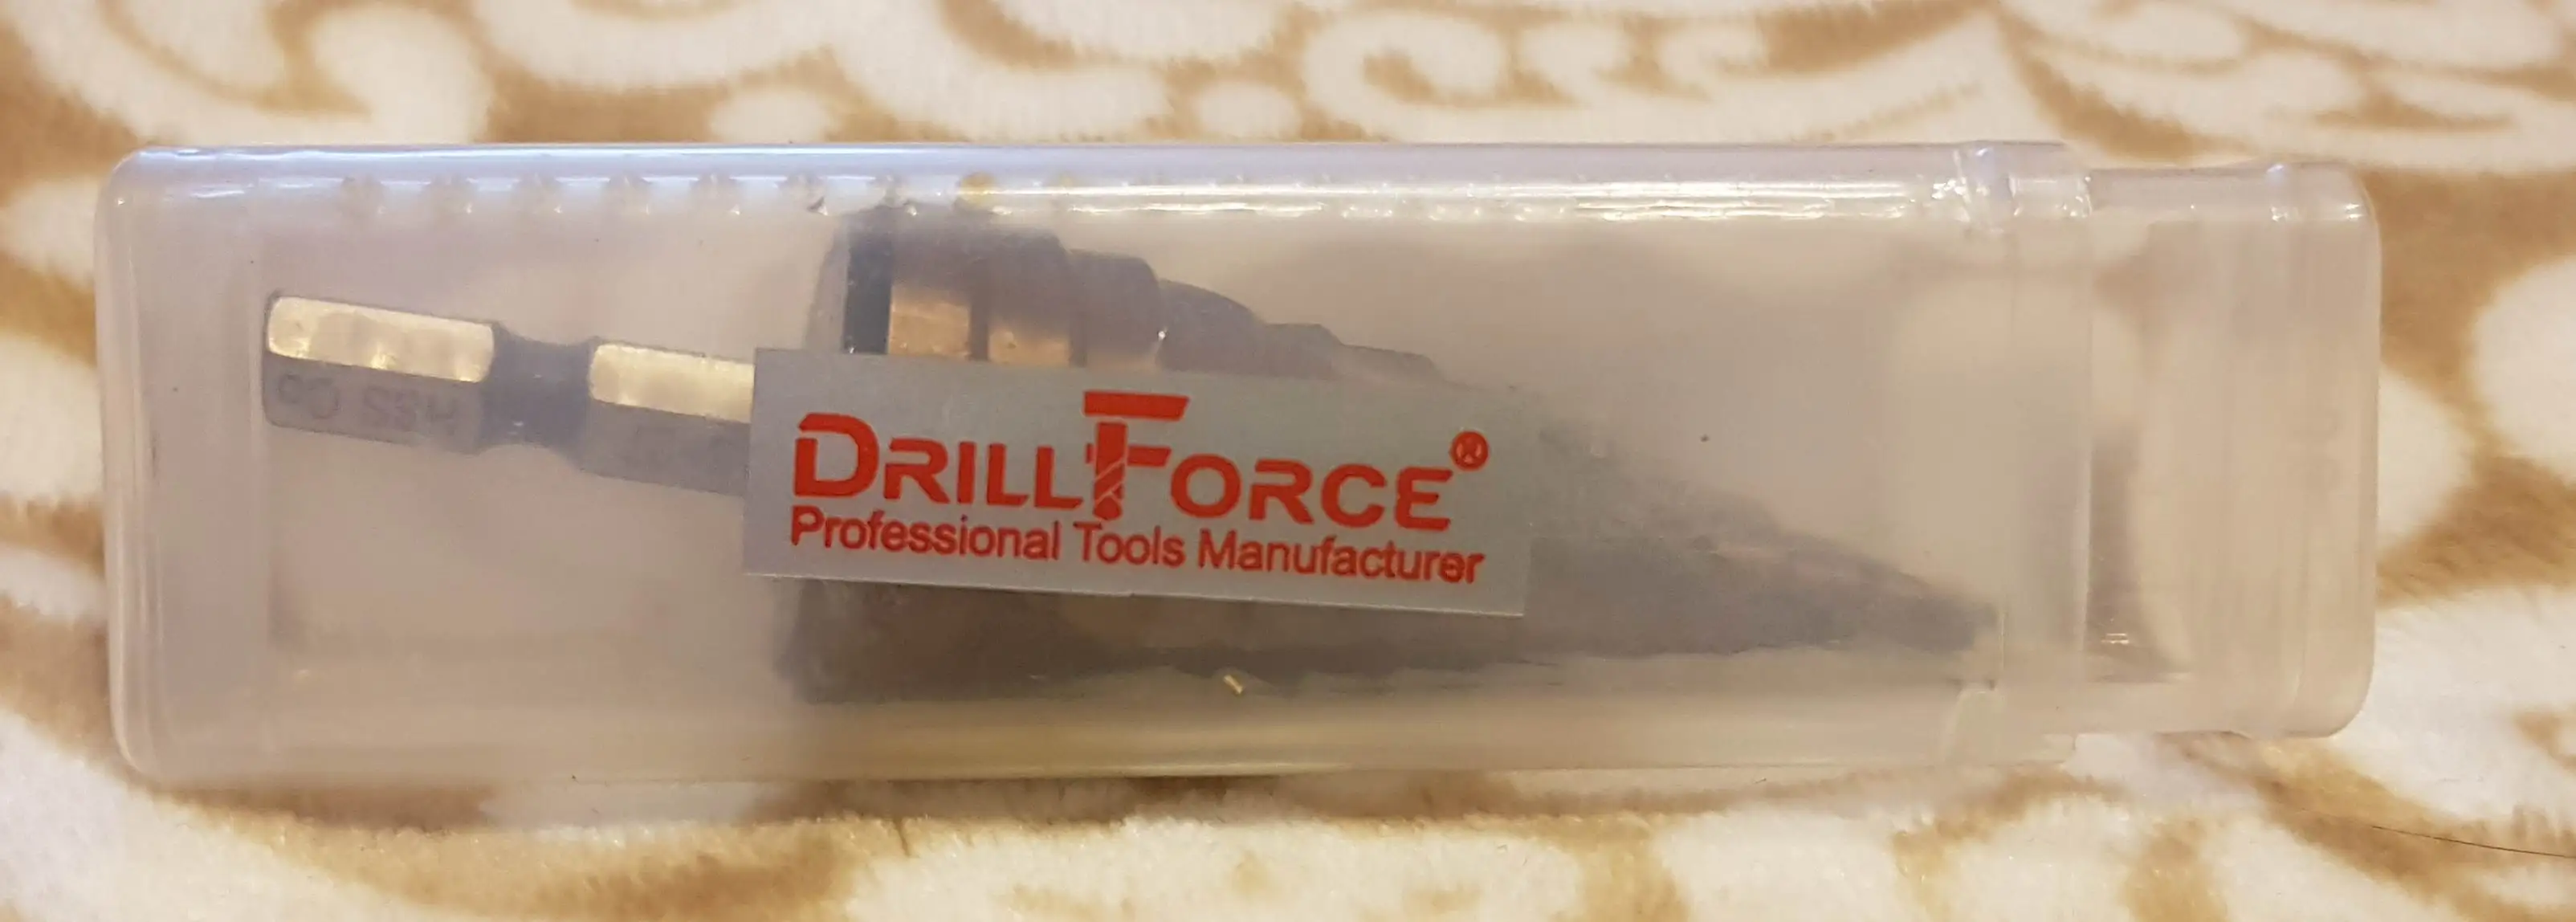 DRILLFORCE®
Professional Tools Manufacturer
HSS Co